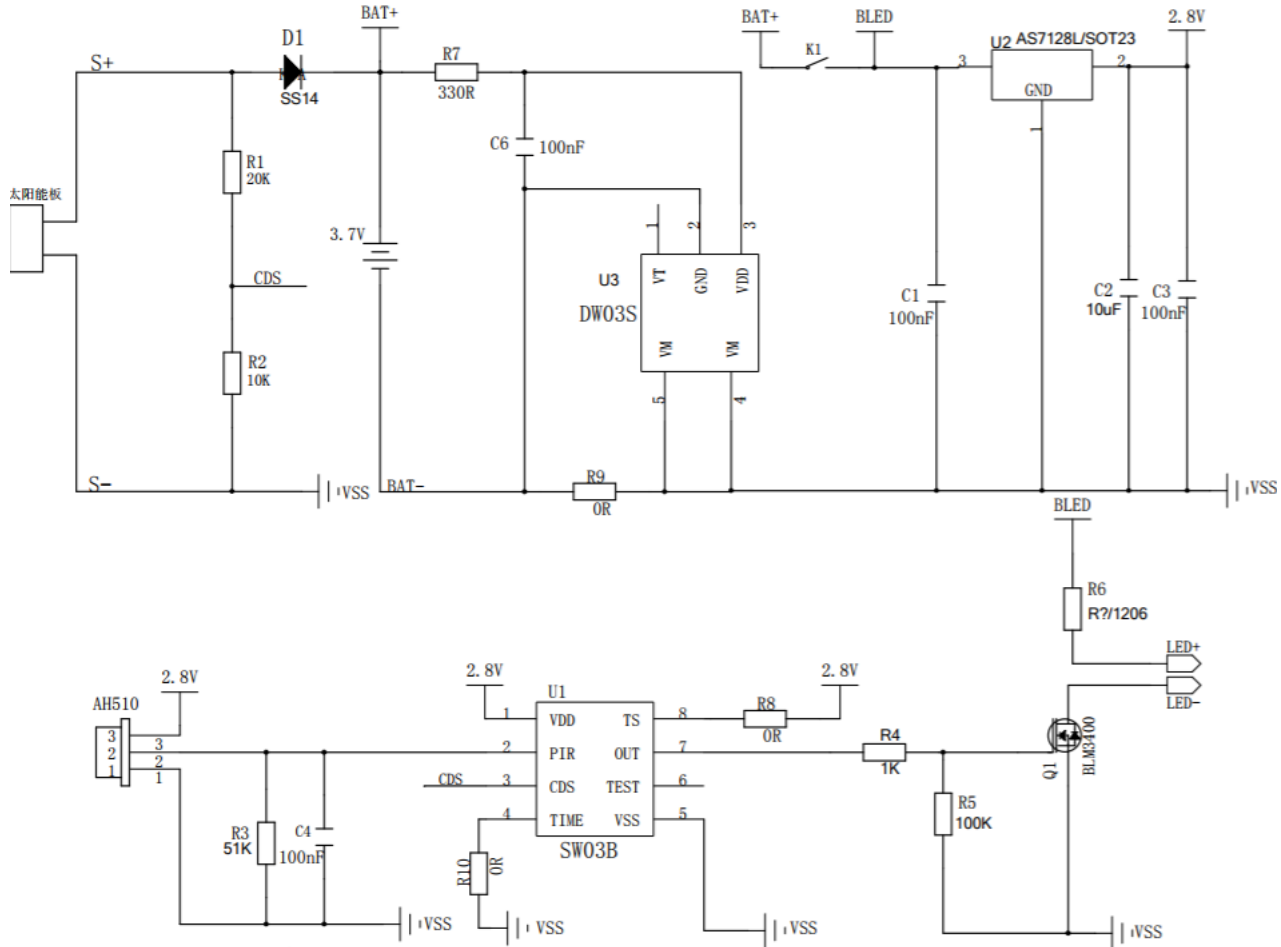 BAT+
D1
S+
SS14
R7
330R
C6
100nF
R1
20K
太阳能板
3.7V
CDS
R2
10K
1
2
3
VT
GND
VDD
U3
DW03S
VM
VM
5
4
S-
VSS
BAT-
R9
0R
BAT+
K1
BLED
3
U2
AS7128L/SOT23
2
2.8V
GND
1
C1
100nF
C2
10uF
C3
100nF
VSS
BLED
R6
R?/1206
LED+
LED-
Q1
BLM3400
AH510
2.8V
3
2
1
3
2
1
R3
51K
C4
100nF
VSS
2.8V
U1
1
VDD
TS
8
2
PIR
OUT
7
CDS
3
CDS
TEST
6
4
TIME
VSS
5
SW03B
R10
0R
VSS
VSS
R8
0R
2.8V
R4
1K
R5
100K
VSS